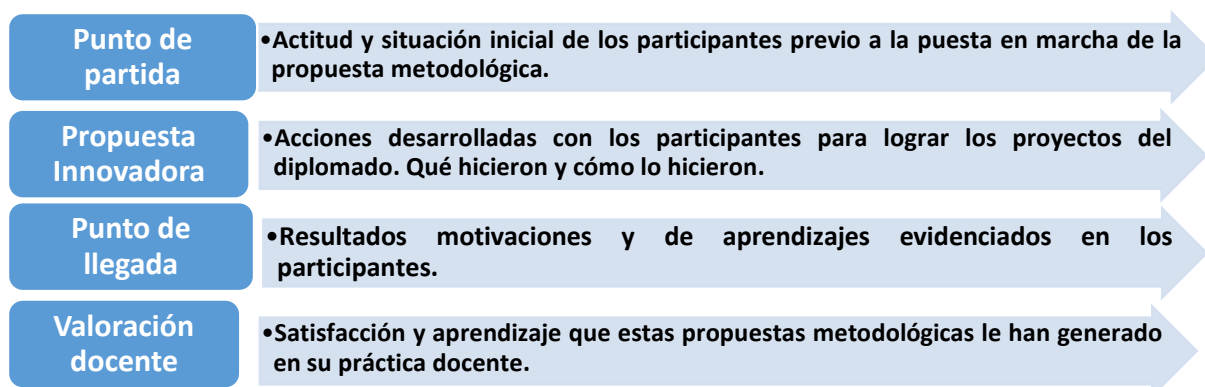 Punto de
partida
•Actitud y situación inicial de los participantes previo a la puesta en marcha de la
propuesta metodológica.
Propuesta
Innovadora
•Acciones desarrolladas con los participantes para lograr los proyectos del
diplomado. Qué hicieron y cómo lo hicieron.
Punto de
llegada
•Resultados motivaciones y de aprendizajes evidenciados en los
participantes.
Valoración
docente
•Satisfacción y aprendizaje que estas propuestas metodológicas le han generado
en su práctica docente.